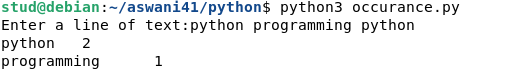 stud@debian:~/aswani41/python$ python3 occurance.py
Enter a line of text:python programming python
python   2
programming      1